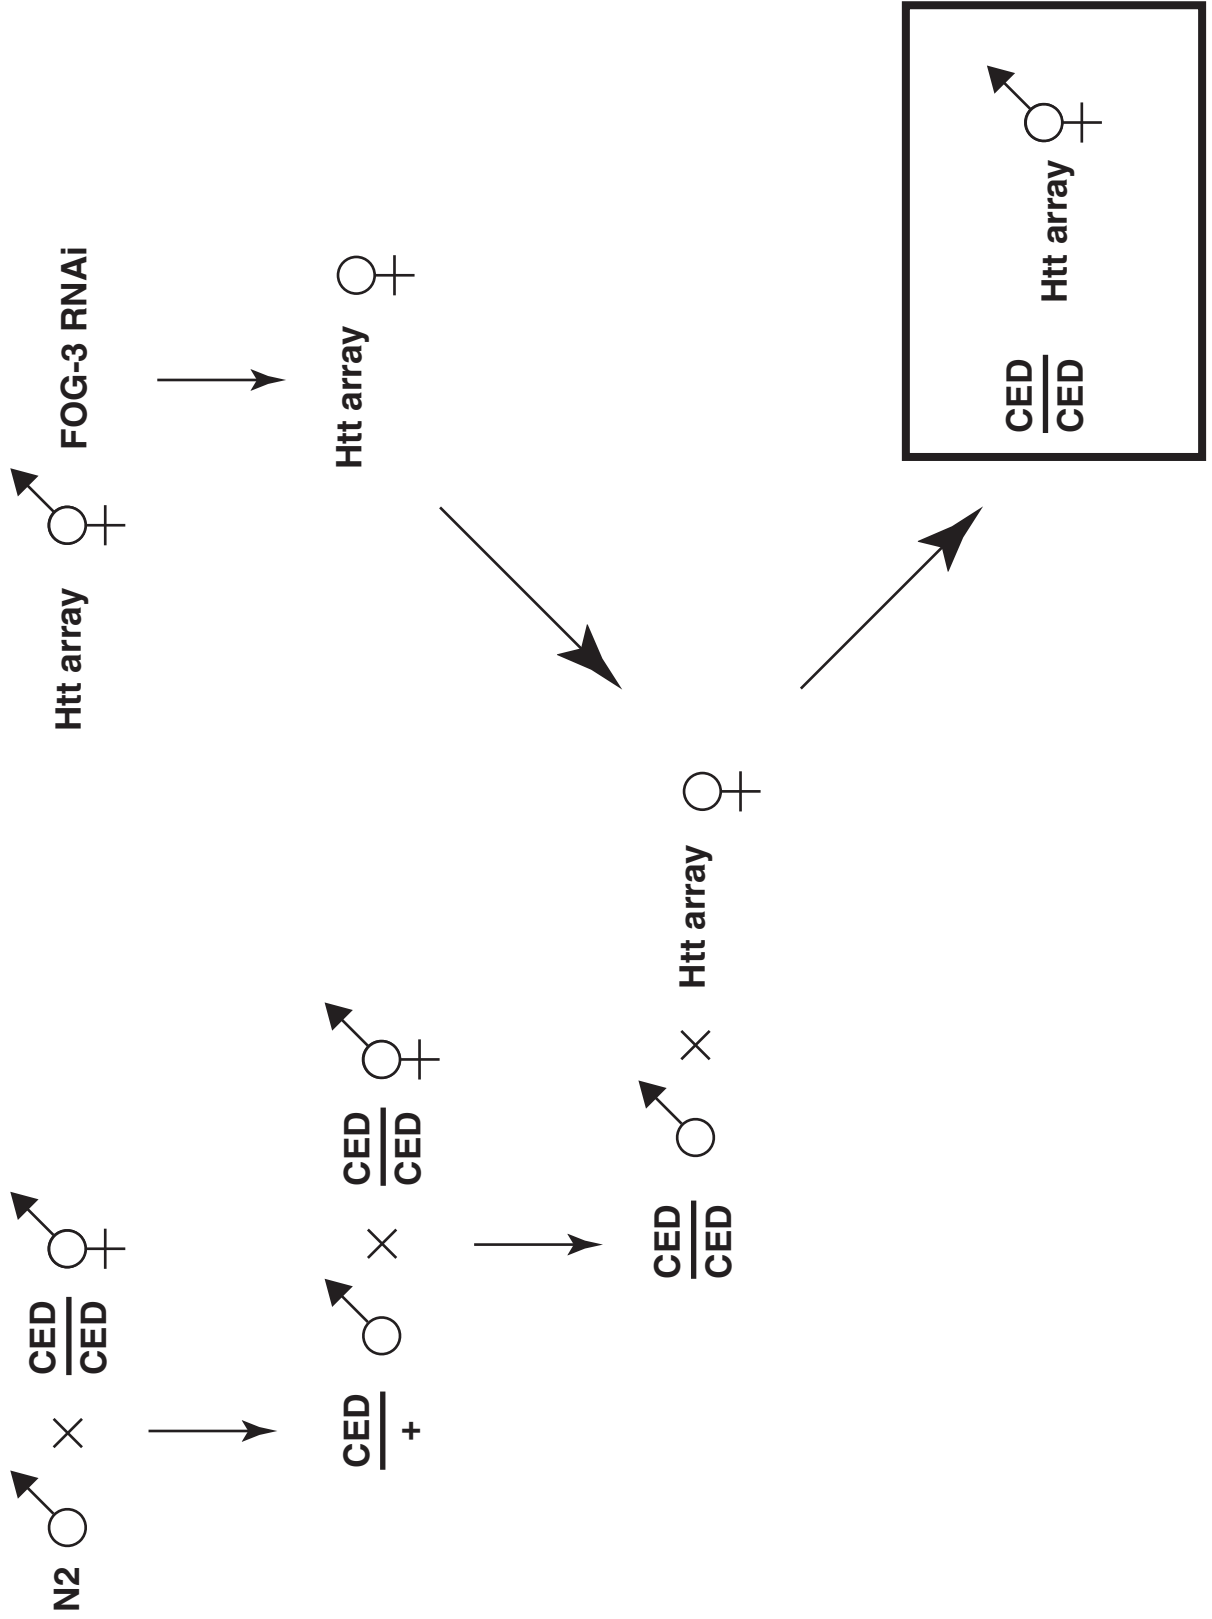 N2 × CED
CED
Htt array FOG-3 RNAi
CED
+
× CED
CED
Htt array
CED
CED
× Htt array
CED
CED
Htt array